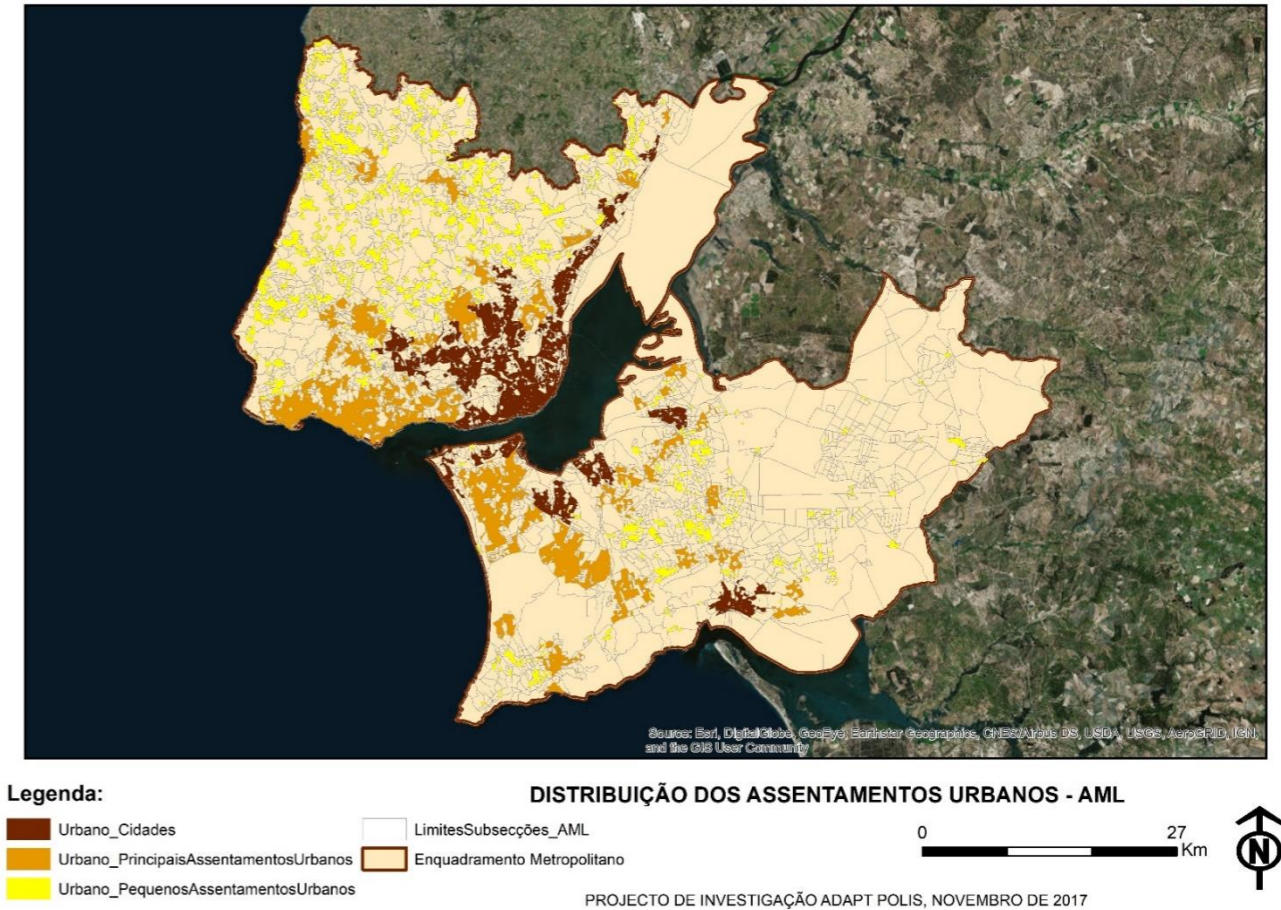 Source: Esri, DigitalGlobe, GeoEye, Earthstar Geographics, CNES/Airbus DS, USDA, USGS, AeroGRID, IGN,
and the GIS User Community
Legenda:
Urbano_Cidades
Urbano_PrincipaisAssentamentosUrbanos
Urbano_PequenosAssentamentosUrbanos
LimitesSubsecções_AML
Enquadramento Metropolitano
DISTRIBUIÇÃO DOS ASSENTAMENTOS URBANOS - AML
0 27
Km
N
PROJECTO DE INVESTIGAÇÃO ADAPT POLIS, NOVEMBRO DE 2017